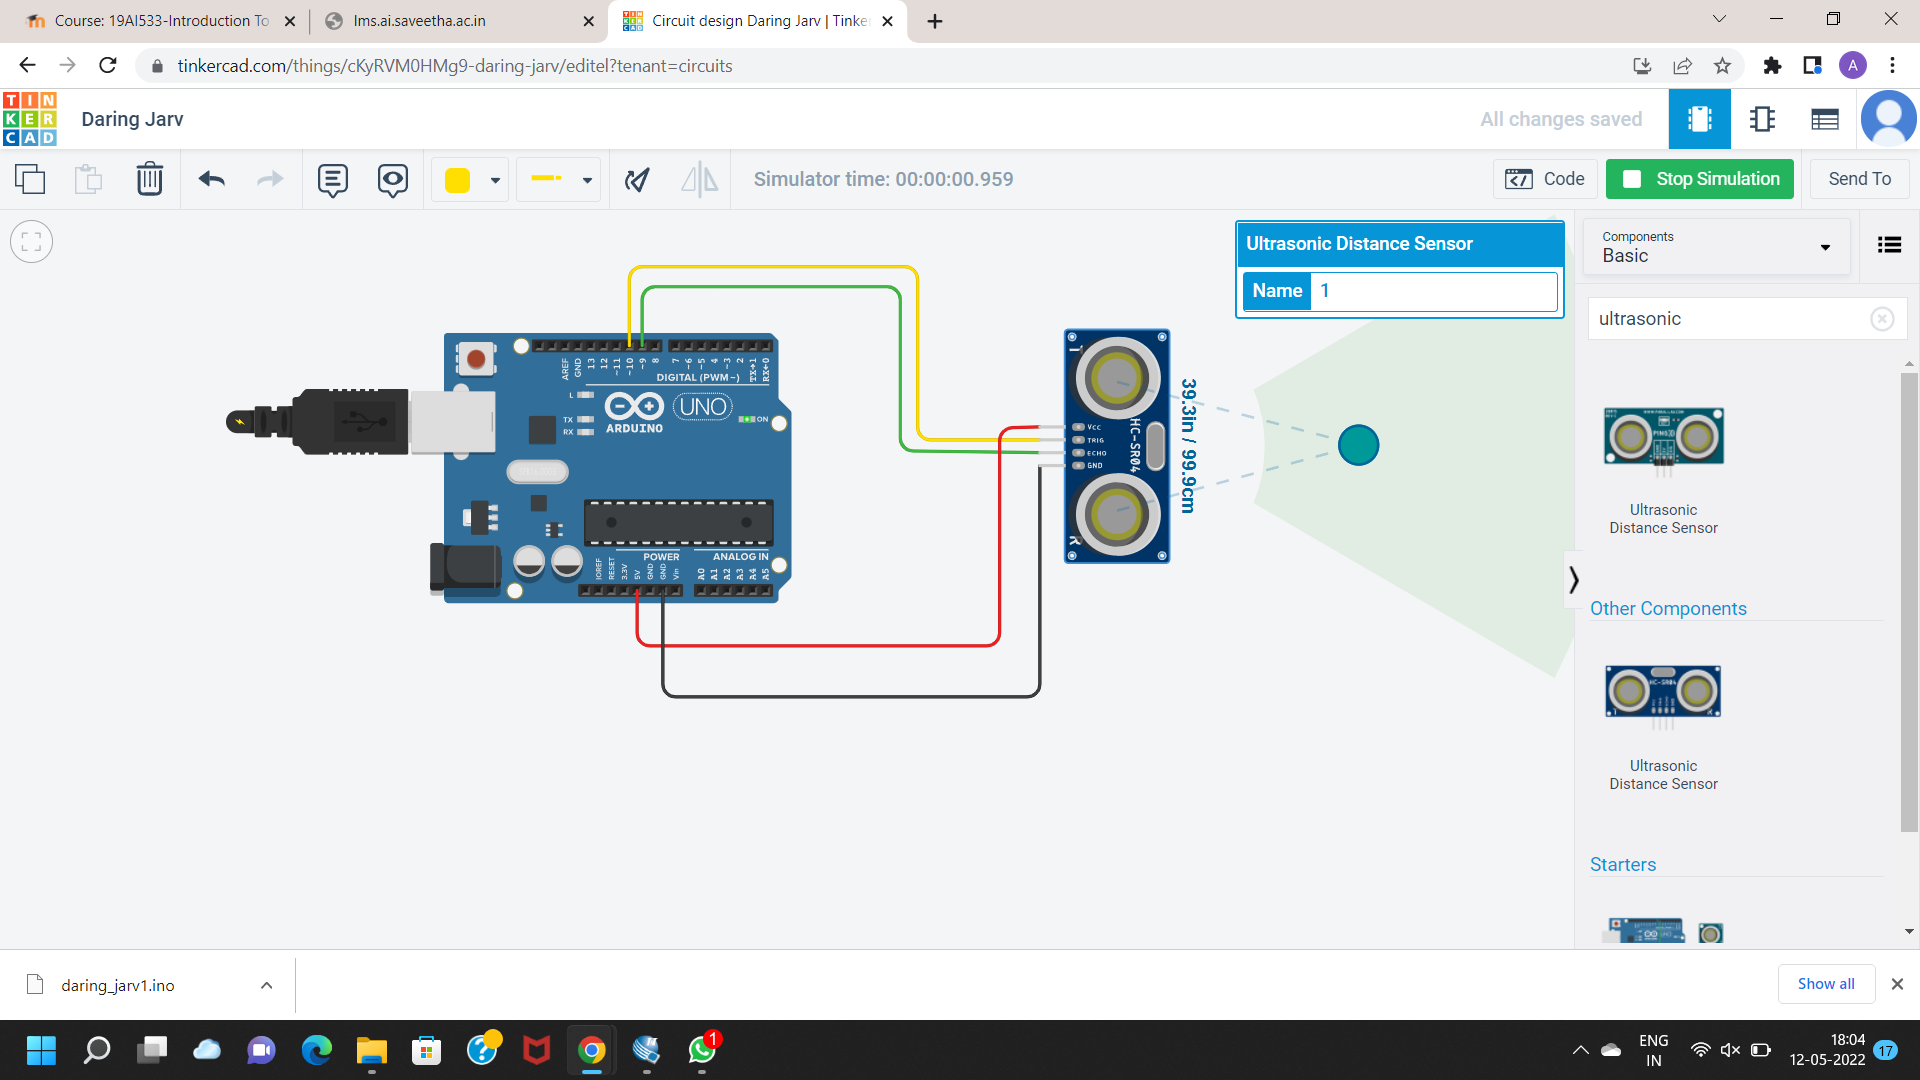 Course: 19AI533-Introduction To
lms.ai.saveetha.ac.in
Circuit design Daring Jarv | Tinke
tinkercad.com/things/cKyRVM0HMg9-daring-jarv/editel?tenant=circuits
A
TIN
KER
CAD
Daring Jarv
All changes saved
Simulator time: 00:00:00.959
Code
Stop Simulation
Send To
Ultrasonic Distance Sensor
Name 1
Components
Basic
ultrasonic
Ultrasonic
Distance Sensor
Other Components
Ultrasonic
Distance Sensor
Starters
AREF
GND
13
12
~11
~10
~9
8
7
~6
~5
4
~3
2
TX→1
RX←0
DIGITAL (PWM~)
L
TX
RX
UNO
ARDUINO
ON
POWER
ANALOG IN
IOREF
RESET
3.3V
5V
GND
GND
Vin
A0
A1
A2
A3
A4
A5
T
Vcc
TRIG
ECHO
GND
HC-SR04
R
39.3in / 99.9cm
HC-SR04
T
R
daring_jarv1.ino
Show all
1
ENG
IN
18:04
12-05-2022
17